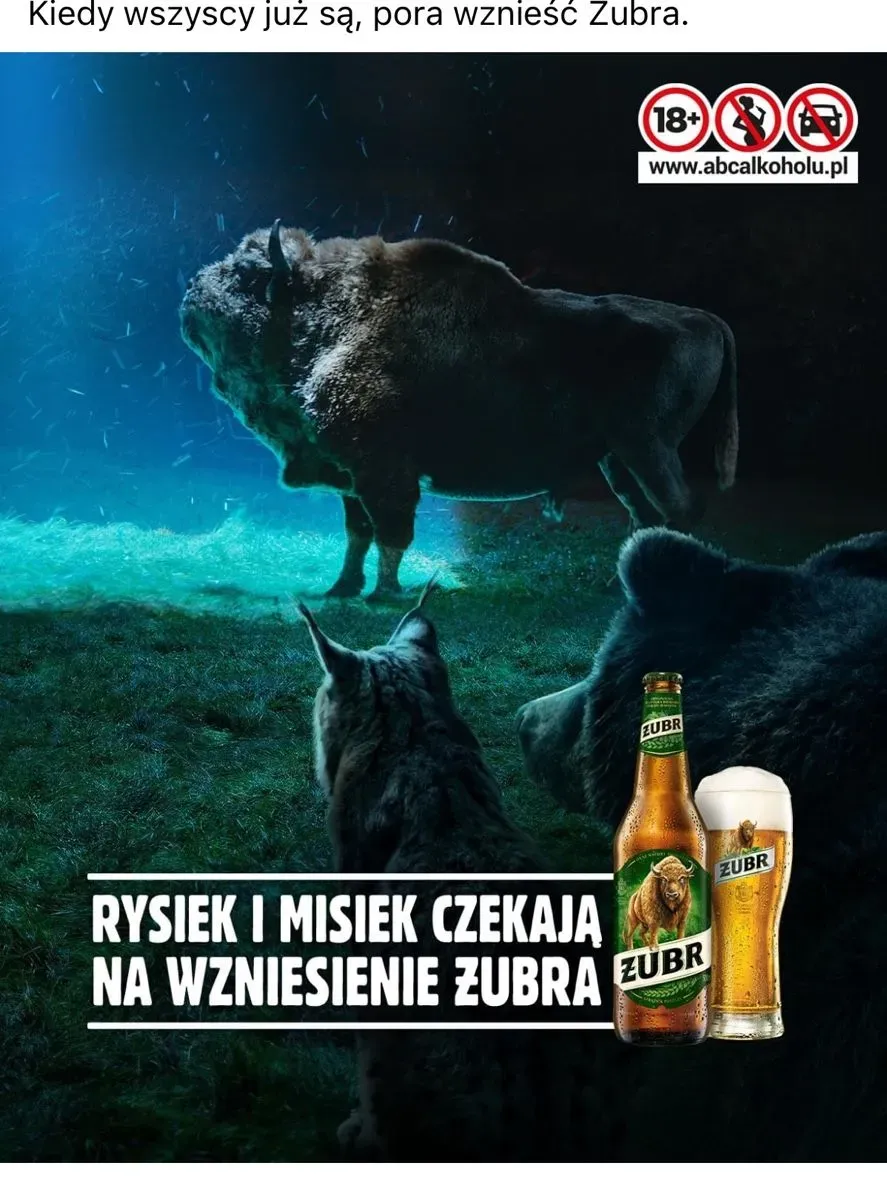 Kiedy wszyscy już są, pora wznieść Żubra.
18+
www.abcalkoholu.pl
ŻUBR
ŻUBR
RYSIEK I MISIEK CZEKAJĄ
NA WZNIESIENIE ŻUBRA
ŻUBR